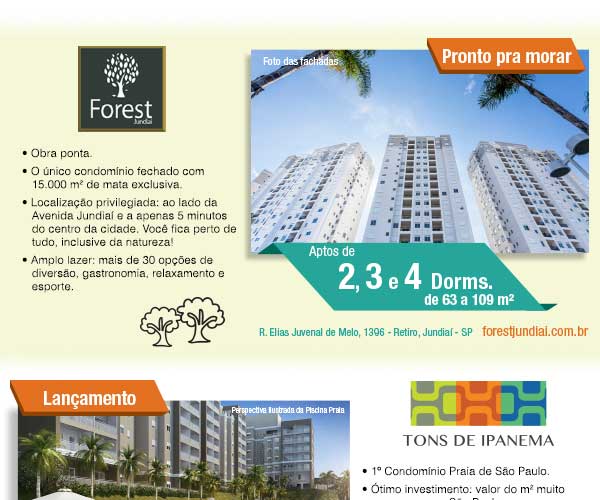 Pronto pra morar
Foto das fachadas
Forest
Jundiaí
• Obra ponta.
• O único condomínio fechado com
15.000 m² de mata exclusiva.
• Localização privilegiada: ao lado da
Avenida Jundiaí e a apenas 5 minutos
do centro da cidade. Você fica perto de
tudo, inclusive da natureza!
• Amplo lazer: mais de 30 opções de
diversão, gastronomia, relaxamento e
esporte.
Aptos de
2, 3 e 4 Dorms.
de 63 a 109 m²
R. Elias Juvenal de Melo, 1396 - Retiro, Jundiaí - SP forestjundiai.com.br
Lançamento
Perspectiva Ilustrada da Piscina Praia
TONS DE IPANEMA
• 1º Condomínio Praia de São Paulo.
• Ótimo investimento: valor do m² muito